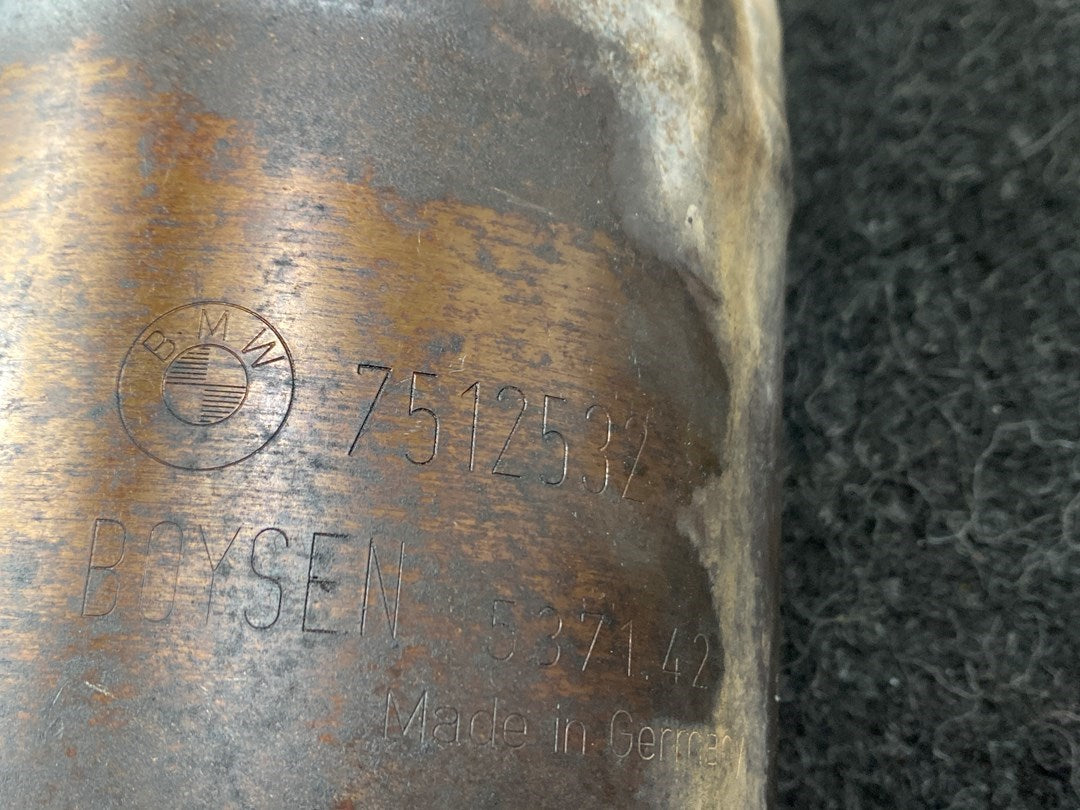 BMW 7512532
BOYSEN 5371.42
Made in Germany